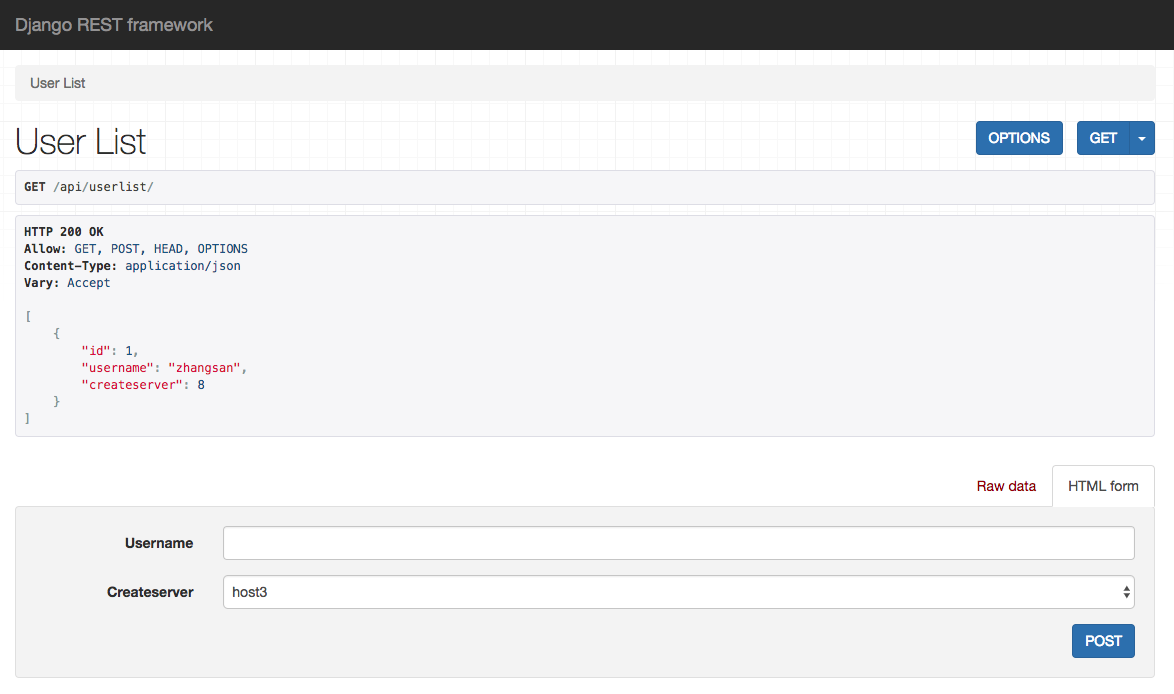 Django REST framework
User List
User List
OPTIONS
GET
GET /api/userlist/
HTTP 200 OK
Allow: GET, POST, HEAD, OPTIONS
Content-Type: application/json
Vary: Accept
[
    {
        "id": 1,
        "username": "zhangsan",
        "createserver": 8
    }
]
Raw data
HTML form
Username
Createserver
host3
POST